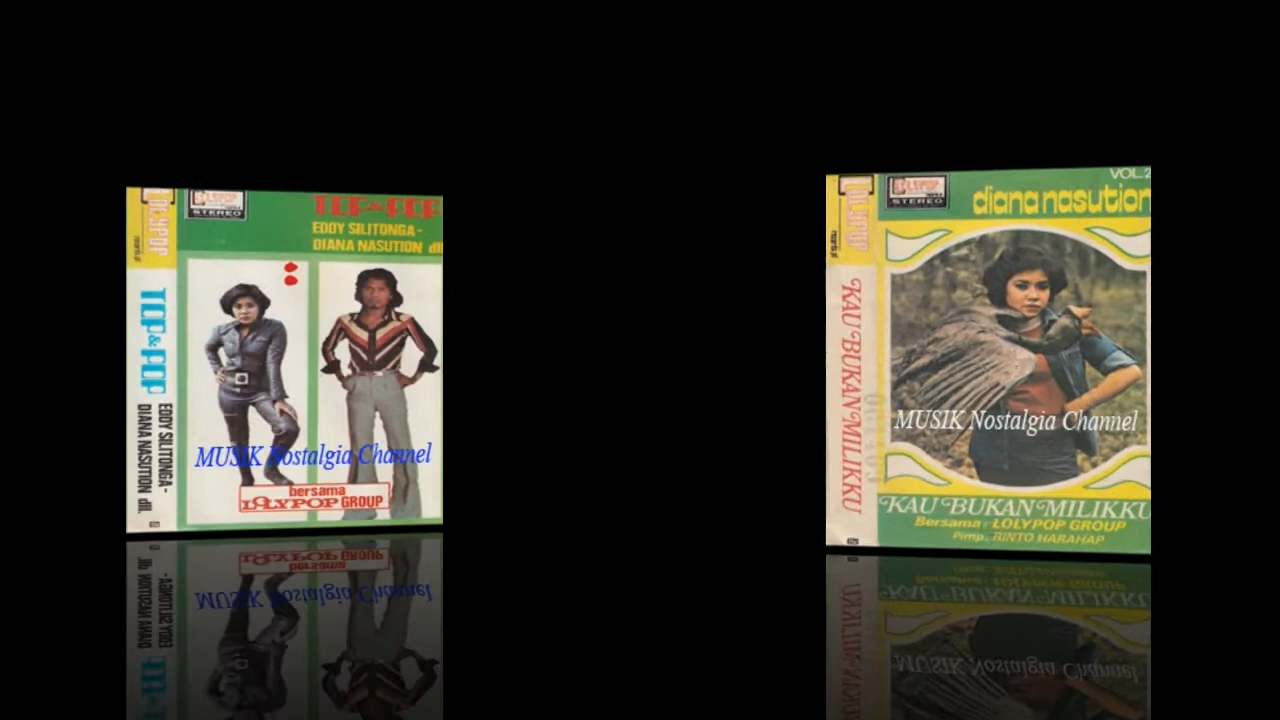 LOLYPOP
TOP & POP
EDDY SILITONGA-
DIANA NASUTION dll.
STEREO
TOP & POP
EDDY SILITONGA-
DIANA NASUTION dll
MUSIK Nostalgia Channel
bersama
LOLYPOP GROUP
LOLYPOP
KAU BUKAN MILIKKU
LOLYPOP
STEREO
VOL.2
diana nasution
MUSIK Nostalgia Channel
KAU BUKAN MILIKKU
Bersama : LOLYPOP GROUP
Pimp. RINTO HARAHAP